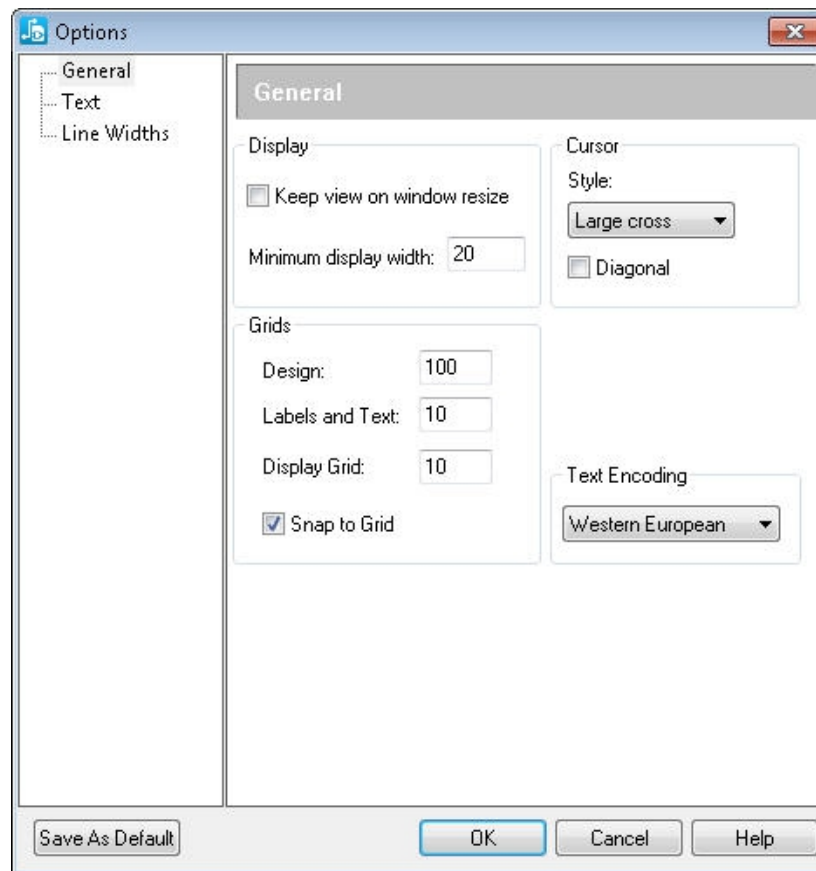 Options
General
Text
Line Widths
General
Display
Keep view on window resize
Minimum display width: 20
Cursor
Style:
Large cross
Diagonal
Grids
Design: 100
Labels and Text: 10
Display Grid: 10
Snap to Grid
Text Encoding
Western European
Save As Default
OK
Cancel
Help